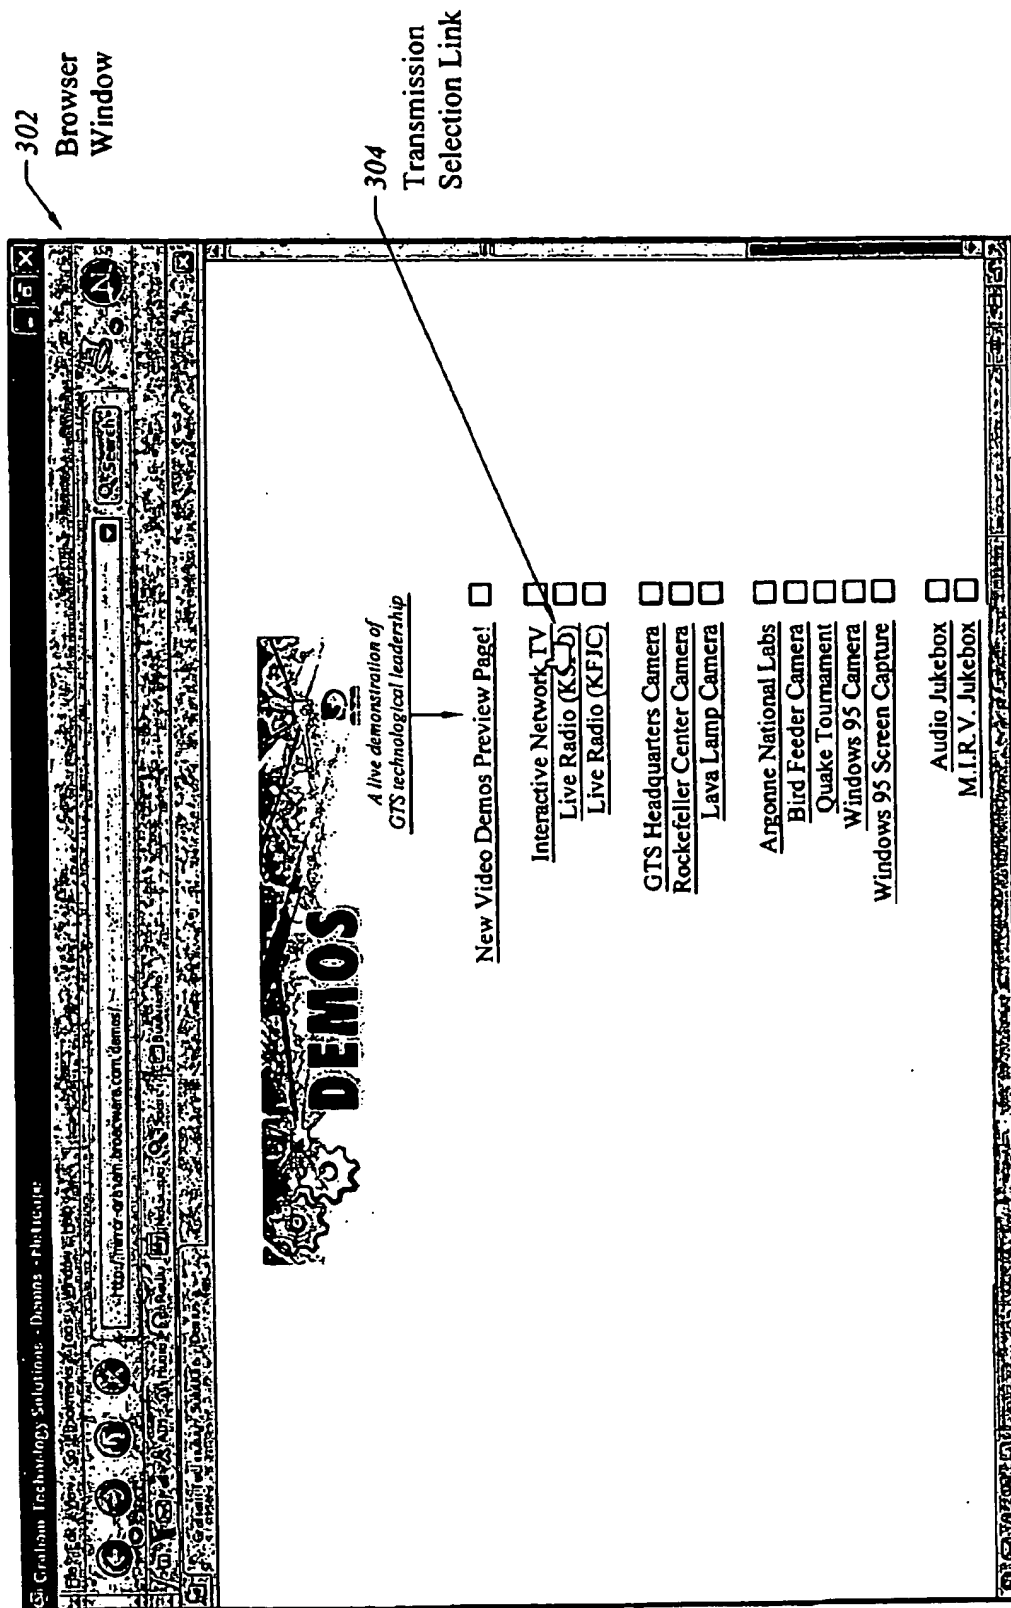 Graham Technology Solutions - Demos - Netscape
Search
DEMOS
A live demonstration of
GTS technological leadership
New Video Demos Preview Page!
Interactive Network TV
Live Radio
Live Radio (KFJC)
GTS Headquarters Camera
Rockefeller Center Camera
Lava Lamp Camera
Argonne National Labs
Bird Feeder Camera
Quake Tournament
Windows 95 Camera
Windows 95 Screen Capture
Audio Jukebox
M.I.R.V. Jukebox
302
Browser
Window
304
Transmission
Selection Link